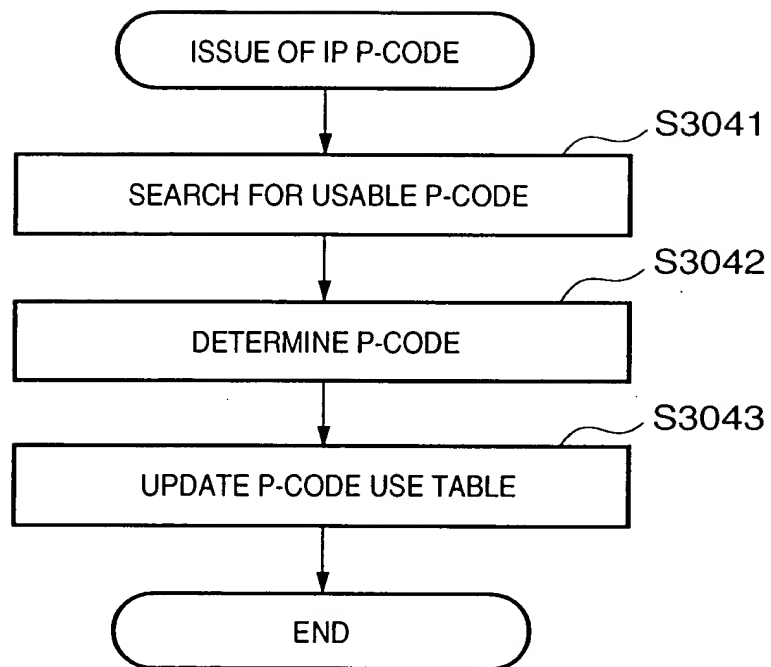 ISSUE OF IP P-CODE
S3041
SEARCH FOR USABLE P-CODE
S3042
DETERMINE P-CODE
S3043
UPDATE P-CODE USE TABLE
END